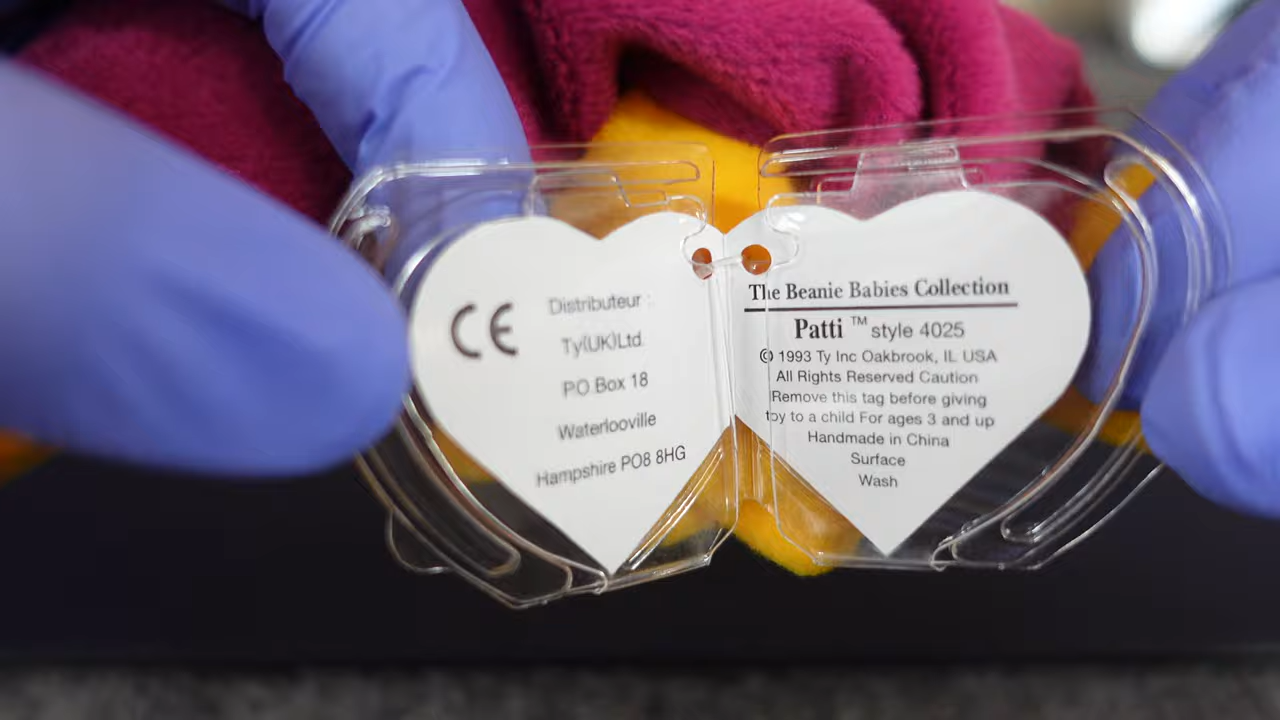 CE
Distributeur :
Ty(UK)Ltd.
PO Box 18
Waterlooville
Hampshire PO8 8HG
The Beanie Babies Collection
Patti ™ style 4025
© 1993 Ty Inc Oakbrook, IL USA
All Rights Reserved Caution
Remove this tag before giving
toy to a child For ages 3 and up
Handmade in China
Surface
Wash